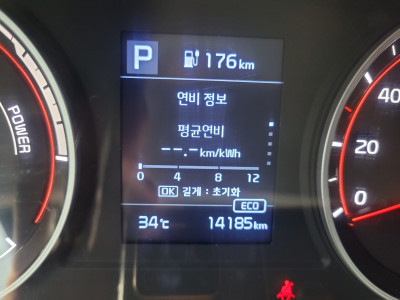 P 176km
연비 정보
평균연비
--.-km/kWh
0 4 8 12
OK 길게 : 초기화
ECO
34℃ 14185km
POWER
40
20
0